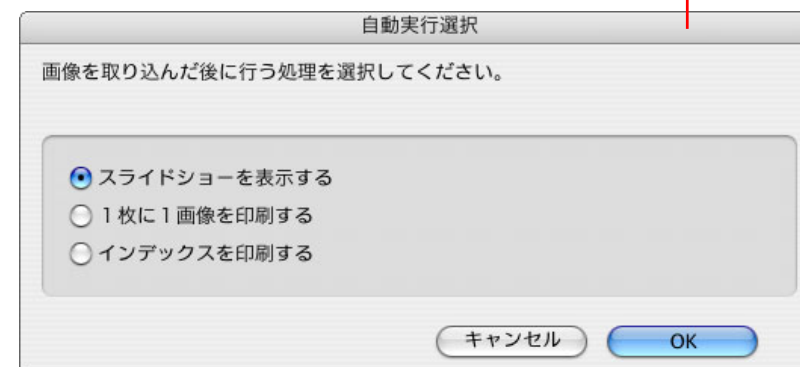 自動実行選択
画像を取り込んだ後に行う処理を選択してください。
スライドショーを表示する
1枚に1画像を印刷する
インデックスを印刷する
キャンセル OK